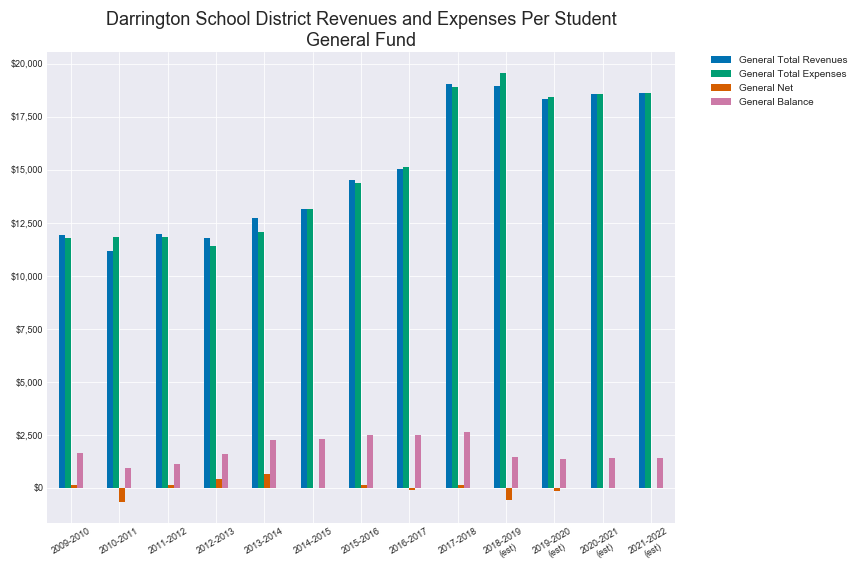 Darrington School District Revenues and Expenses Per Student
General Fund
$20,000
$17,500
$15,000
$12,500
$10,000
$7,500
$5,000
$2,500
$0
General Total Revenues
General Total Expenses
General Net
General Balance
2009-2010
2010-2011
2011-2012
2012-2013
2013-2014
2014-2015
2015-2016
2016-2017
2017-2018
2018-2019
(est)
2019-2020
(est)
2020-2021
(est)
2021-2022
(est)